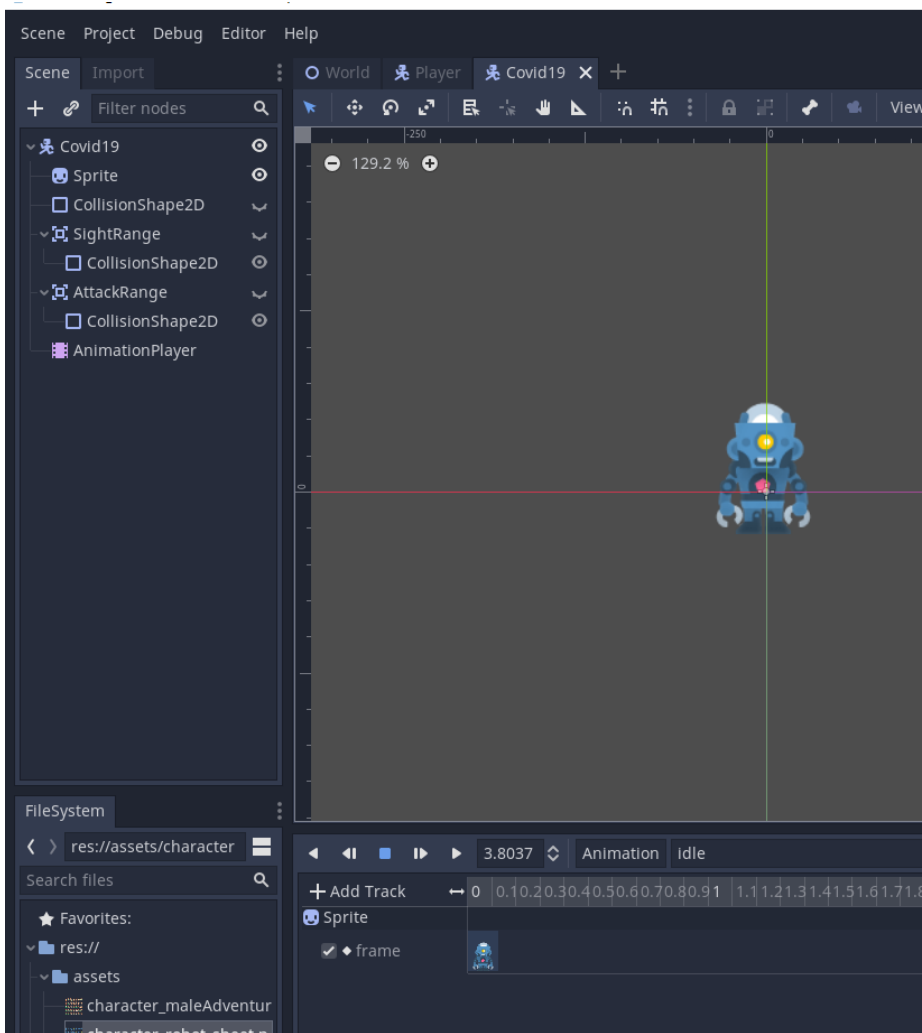 Scene Project Debug Editor Help
Scene Import
World Player Covid19
Filter nodes
View
-250 0
129.2 %
Covid19
Sprite
CollisionShape2D
SightRange
CollisionShape2D
AttackRange
CollisionShape2D
AnimationPlayer
0
FileSystem
res://assets/character
3.8037 Animation idle
Search files
Add Track 0 0.1 0.2 0.3 0.4 0.5 0.6 0.7 0.8 0.9 1 1.1 1.2 1.3 1.4 1.5 1.6 1.7 1.8
Favorites:
Sprite
res://
frame
assets
character_maleAdventur